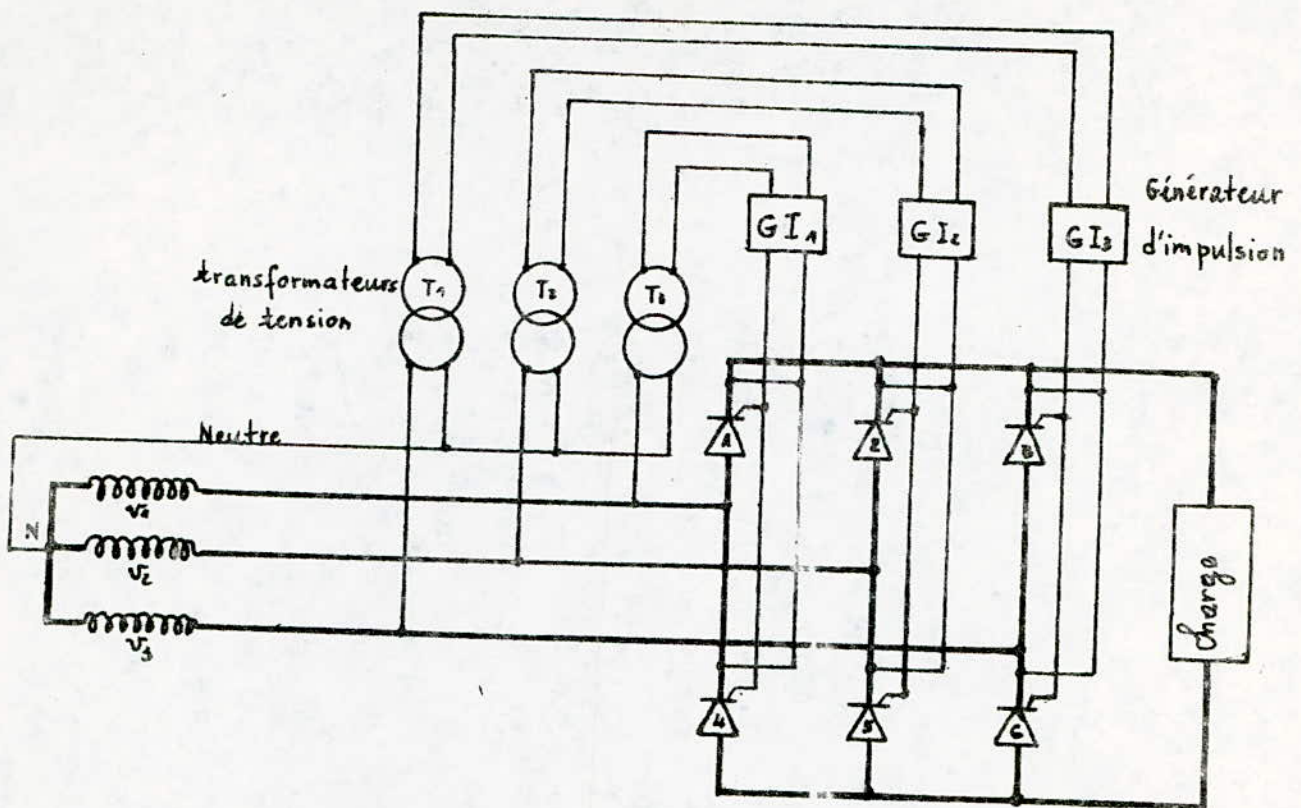 GI1
GI2
GI3
Générateur
d'impulsion
transformateurs
de tension
T1
T2
T3
Neutre
1
2
3
N
V1
V2
V3
Charge
4
5
6